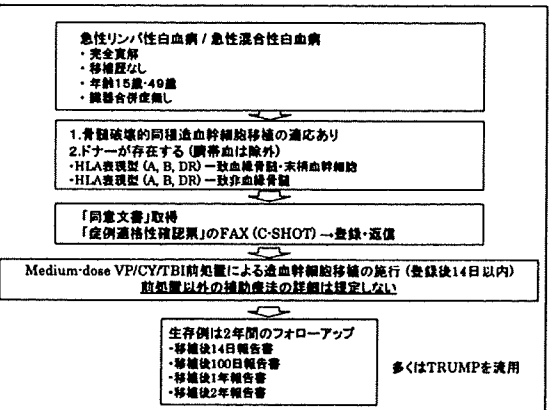 急性リンパ性白血病 / 急性混合性白血病
・完全寛解
・移植歴なし
・年齢15歳-49歳
・臓器合併症無し
1.骨髄破壊的同種造血幹細胞移植の適応あり
2.ドナーが存在する (臍帯血は除外)
・HLA表現型 (A, B, DR) 一致血縁骨髄・末梢血幹細胞
・HLA表現型 (A, B, DR) 一致非血縁骨髄
「同意文書」取得
「症例適格性確認票」のFAX (C-SHOT) →登録・返信
Medium-dose VP/CY/TBI前処置による造血幹細胞移植の施行 (登録後14日以内)
前処置以外の補助療法の詳細は規定しない
生存例は2年間のフォローアップ
・移植後14日報告書
・移植後100日報告書
・移植後1年報告書
・移植後2年報告書
多くはTRUMPを流用